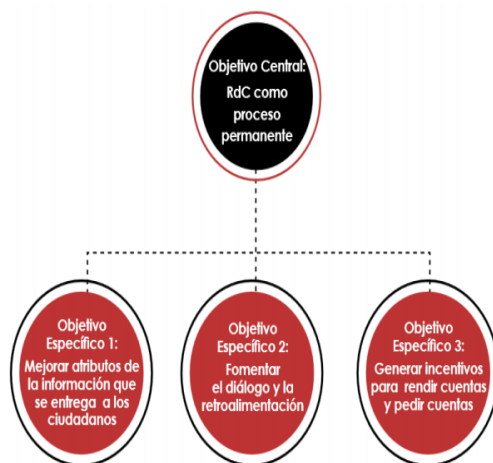 Objetivo Central:
RdC como
proceso
permanente
Objetivo
Específico 1:
Mejorar atributos de
la información que
se entrega a los
ciudadanos
Objetivo
Específico 2:
Fomentar
el diálogo y la
retroalimentación
Objetivo
Específico 3:
Generar incentivos
para rendir cuentas
y pedir cuentas